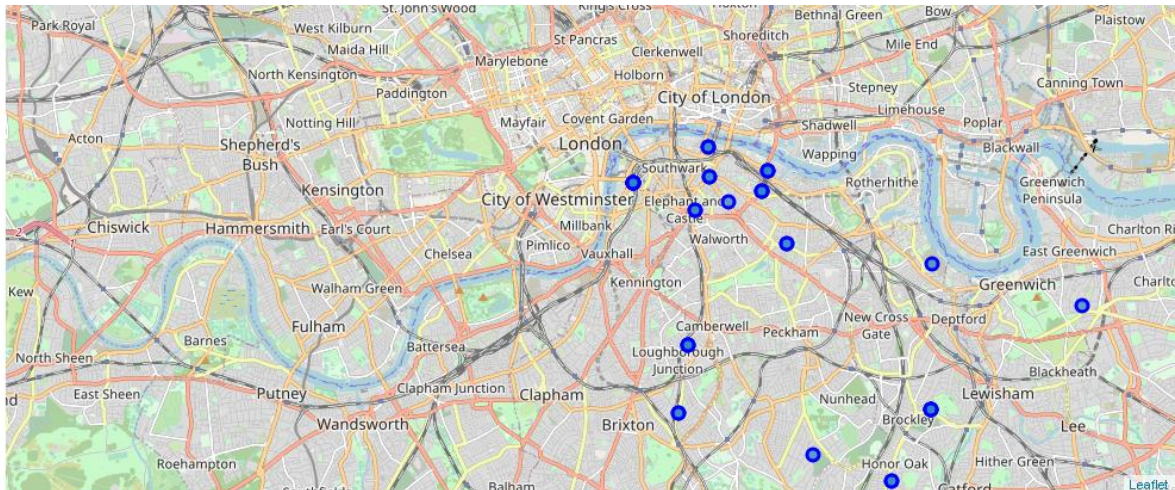 Park Royal
St. John's Wood
King's Cross
Hoxton
Bethnal Green
Bow
Plaistow
West Kilburn
Maida Hill
St Pancras
Shoreditch
Clerkenwell
Mile End
Marylebone
North Kensington
Holborn
Canning Town
Paddington
City of London
Stepney
Limehouse
Notting Hill
Mayfair
Covent Garden
Shadwell
Poplar
Acton
Shepherd's
Bush
London
Wapping
Blackwall
Southwark
Rotherhithe
Greenwich
Peninsula
Kensington
City of Westminster
Elephant and
Castle
Chiswick
Hammersmith
Earl's Court
Millbank
Charlton Ri
2
Pimlico
Walworth
Chelsea
Vauxhall
East Greenwich
Kew
Walham Green
Kennington
Greenwich
Charlto
Fulham
Camberwell
Peckham
New Cross
Gate
Deptford
Barnes
Battersea
North Sheen
Loughborough
Junction
Blackheath
nd
East Sheen
Putney
Clapham Junction
Clapham
Nunhead
Lewisham
Wandsworth
Brixton
Brockley
Lee
Roehampton
Honor Oak
Hither Green
Balham
Catford
Leaflet